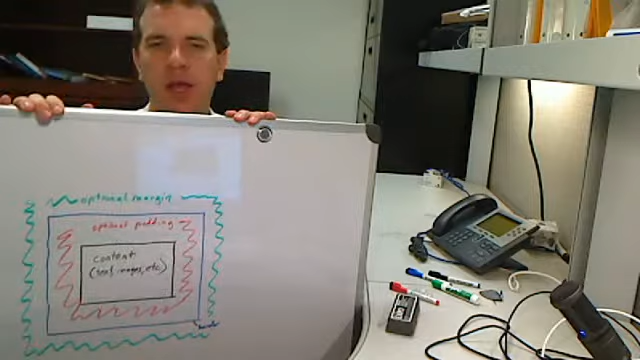 optional margin
optional padding
content
(text, images, etc)